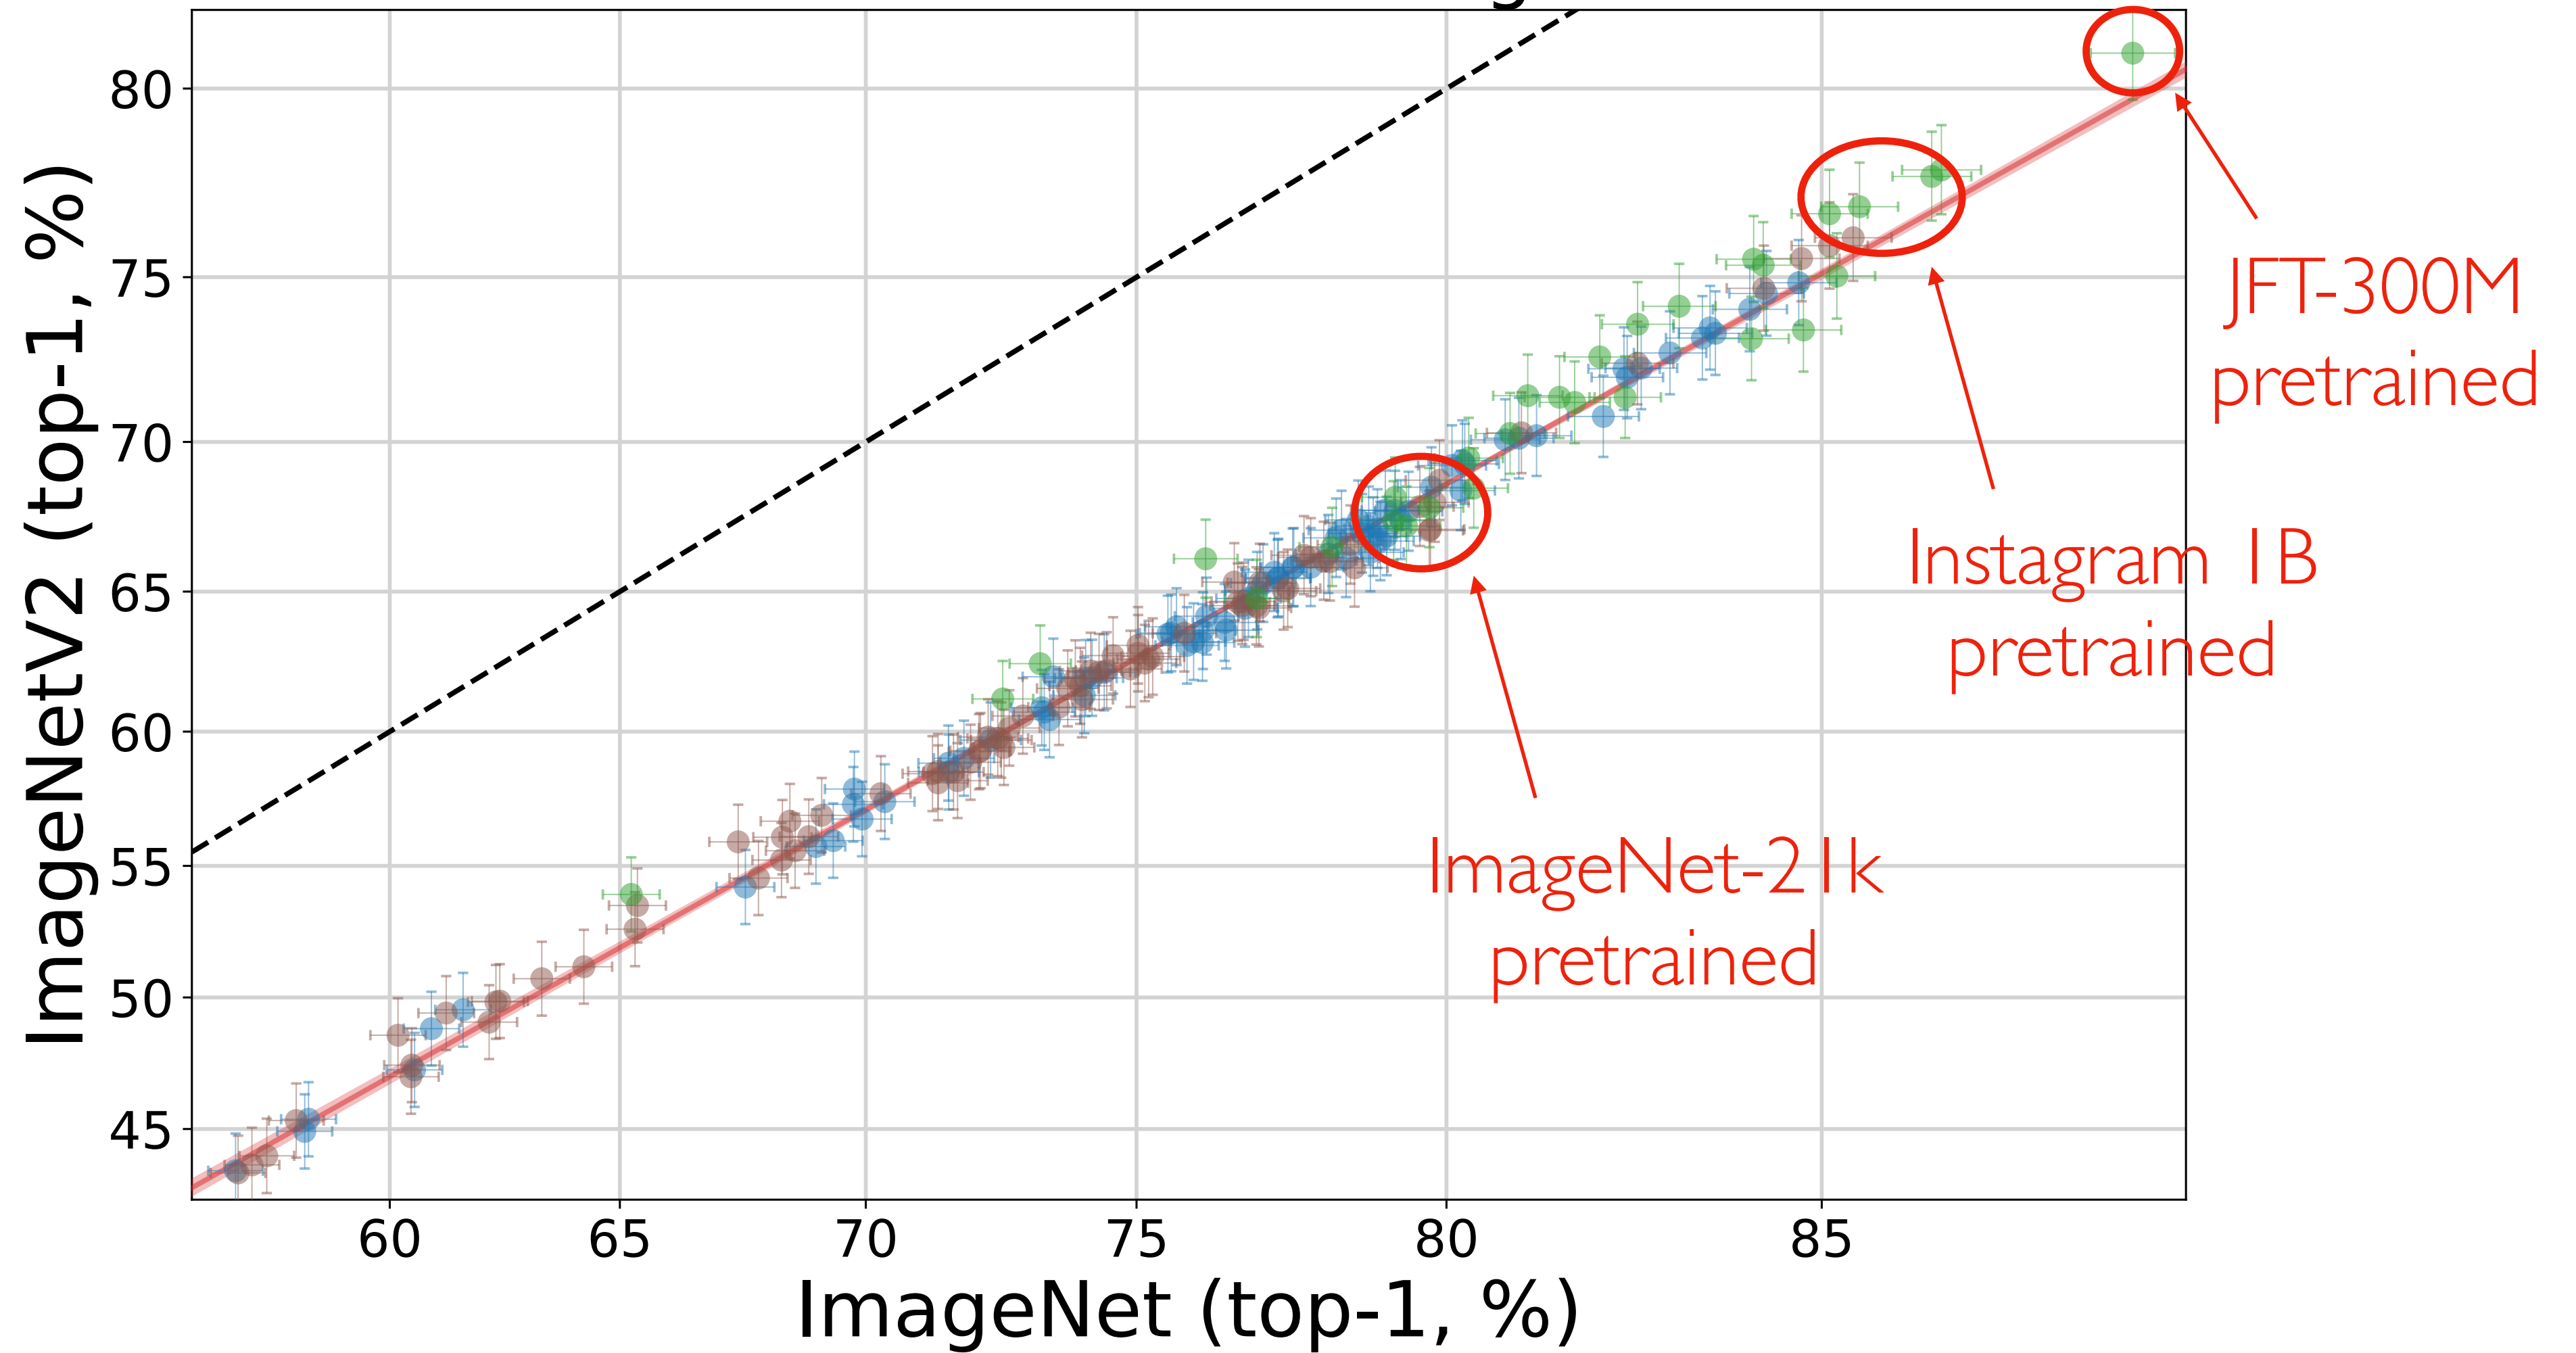 ImageNetV2 (top-1, %)
80
75
70
65
60
55
50
45
60
65
70
75
80
85
ImageNet (top-1, %)
JFT-300M
pretrained
Instagram 1B
pretrained
ImageNet-21k
pretrained